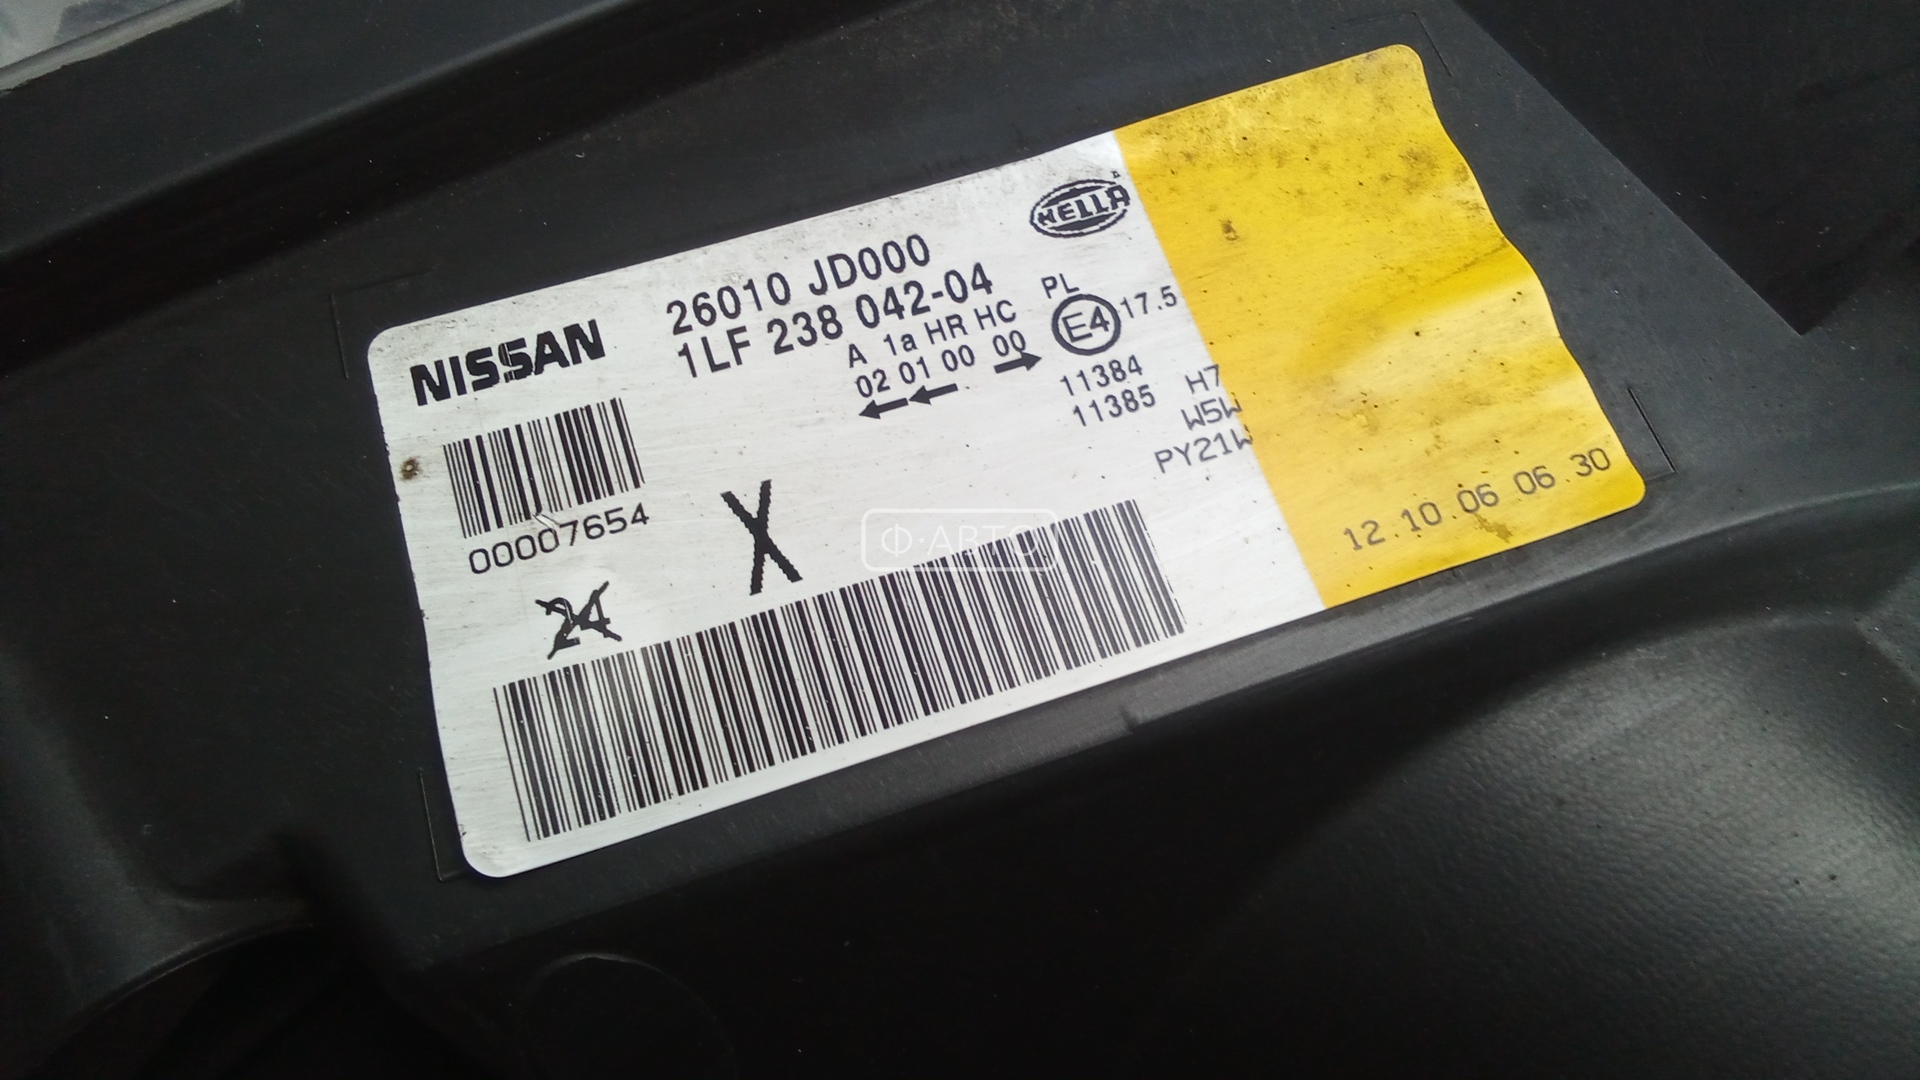 HELLA
NISSAN
26010 JD000
1LF 238 042-04
A 1a HR HC
02 01 00 00
PL
E4
17.5
11384
11385
H7
W5W
PY21W
00007654
X
24
12.10.06 06.30
Ф·АВТО